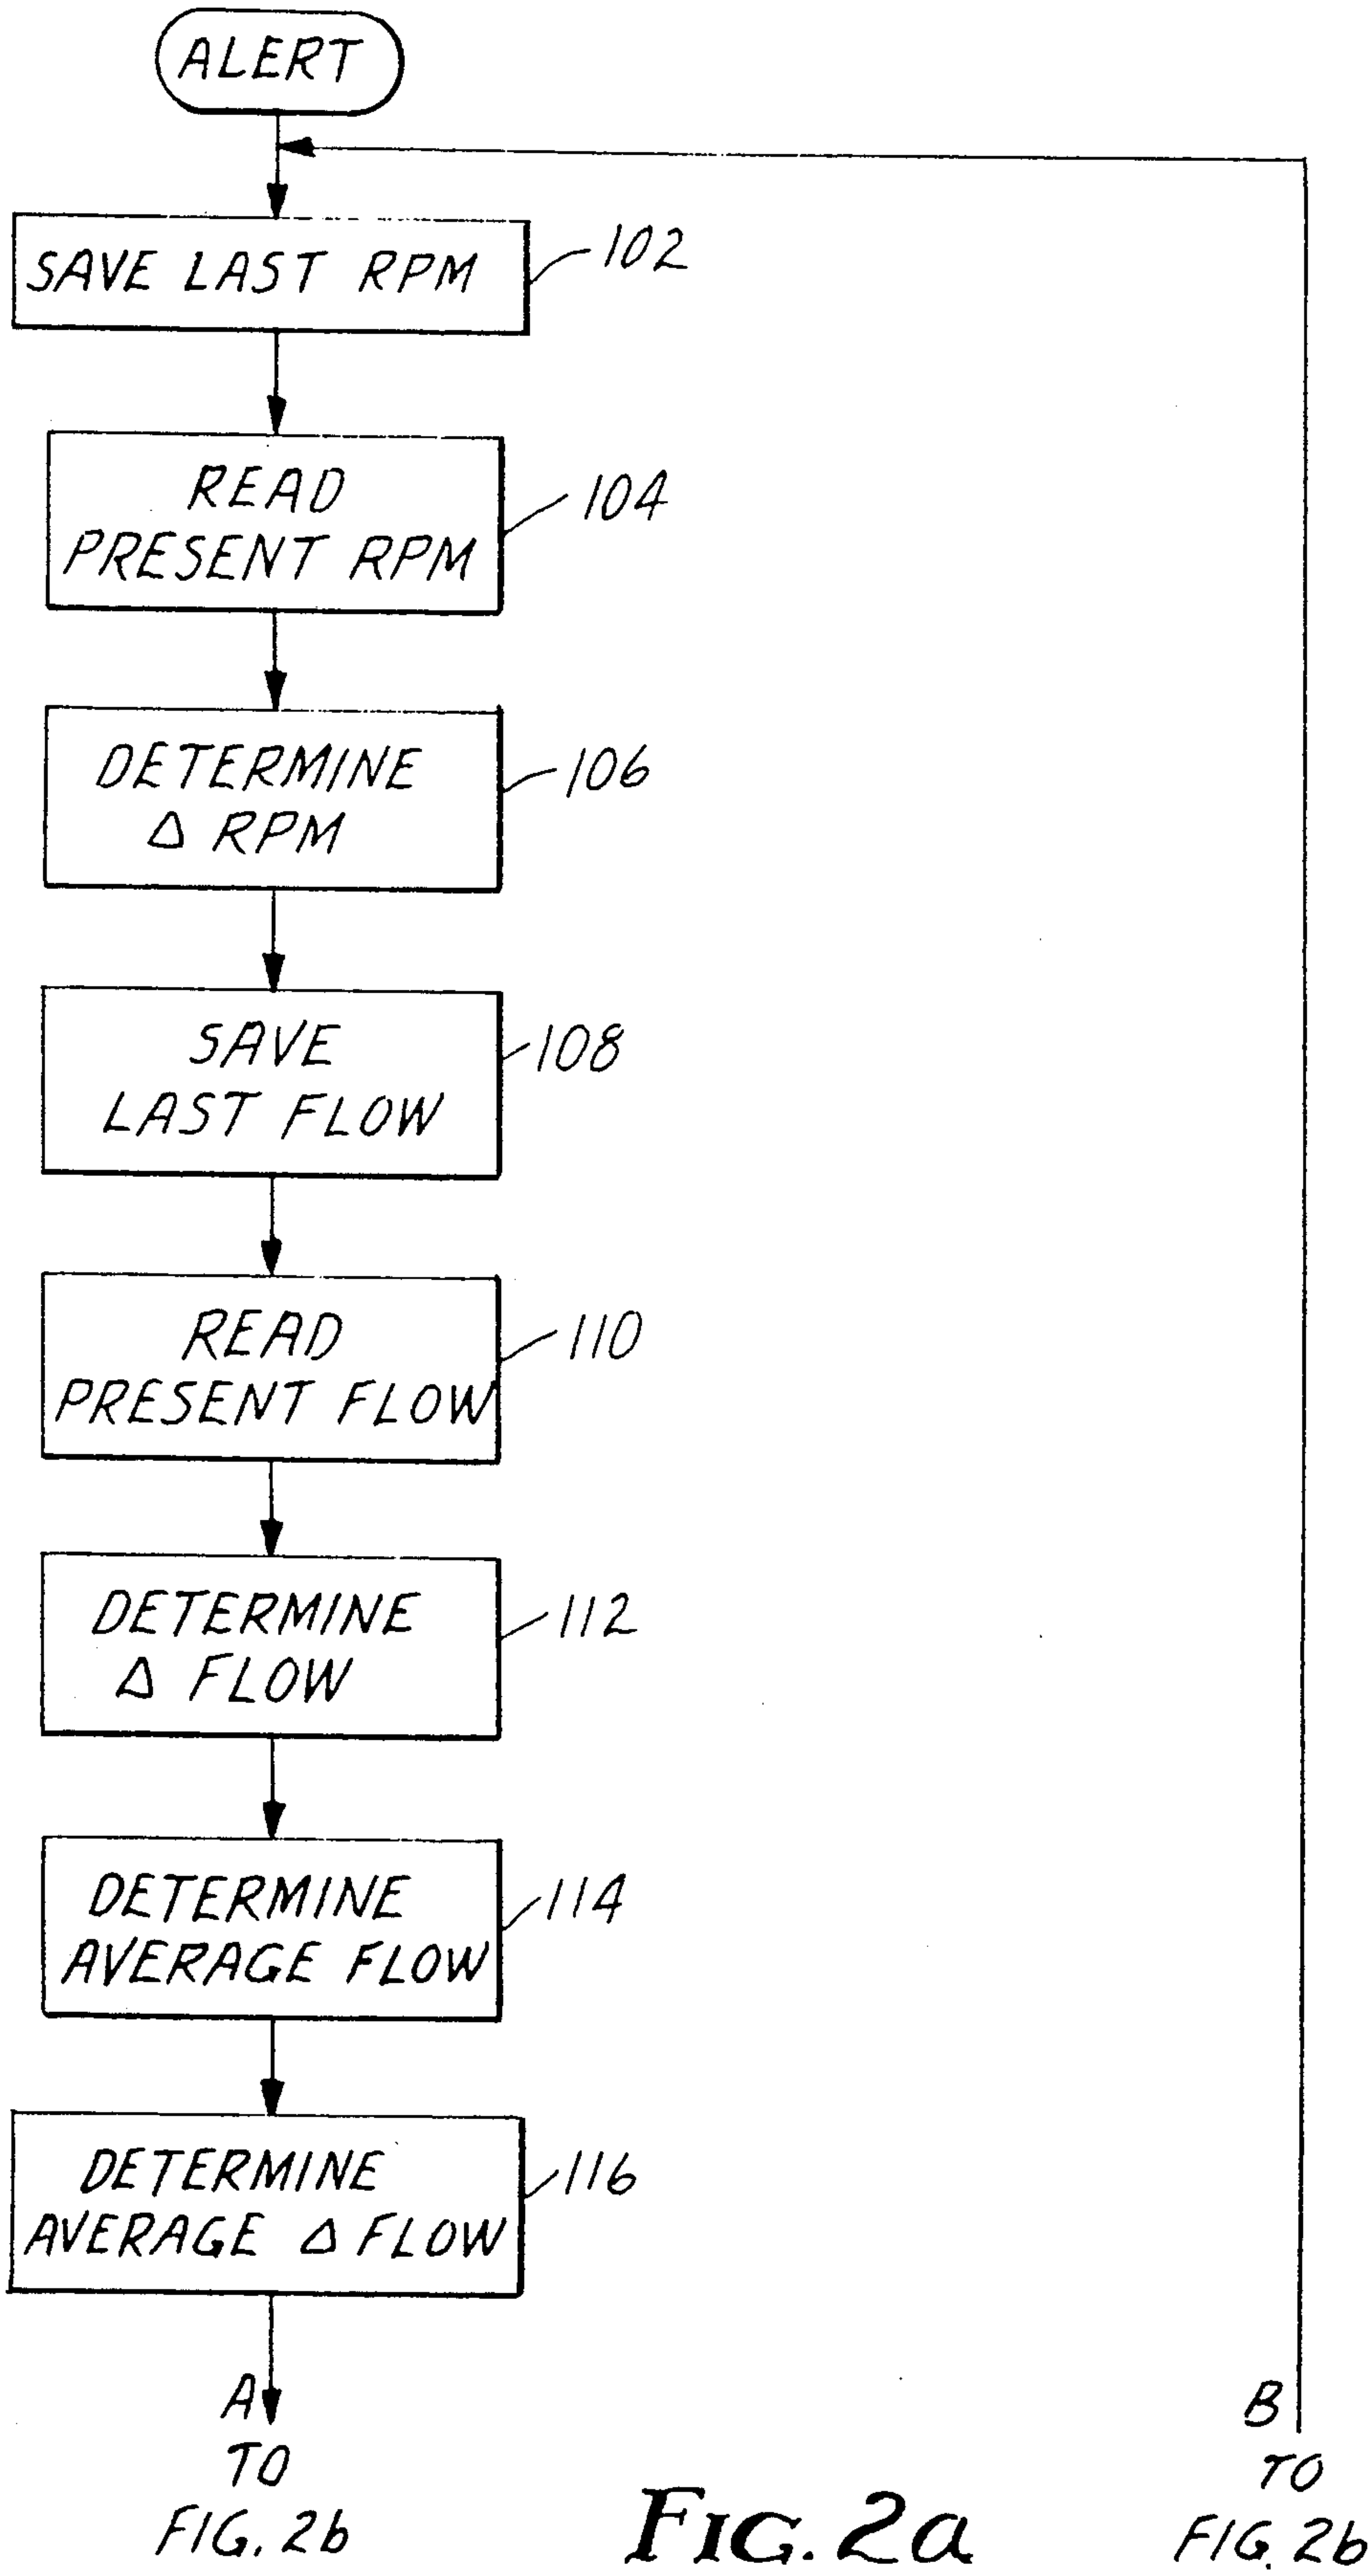 ALERT
SAVE LAST RPM
102
READ
PRESENT RPM
104
DETERMINE
Δ RPM
106
SAVE
LAST FLOW
108
READ
PRESENT FLOW
110
DETERMINE
Δ FLOW
112
DETERMINE
AVERAGE FLOW
114
DETERMINE
AVERAGE Δ FLOW
116
A
TO
FIG. 2b
FIG. 2a
B
TO
FIG. 2b